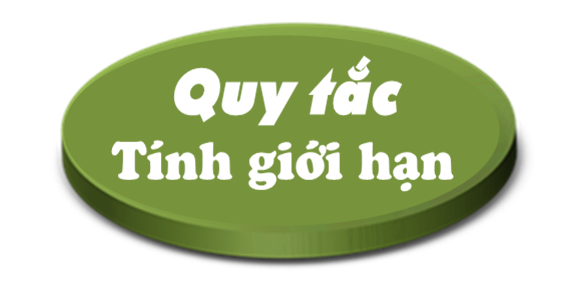 Quy tắc
Tính giới hạn